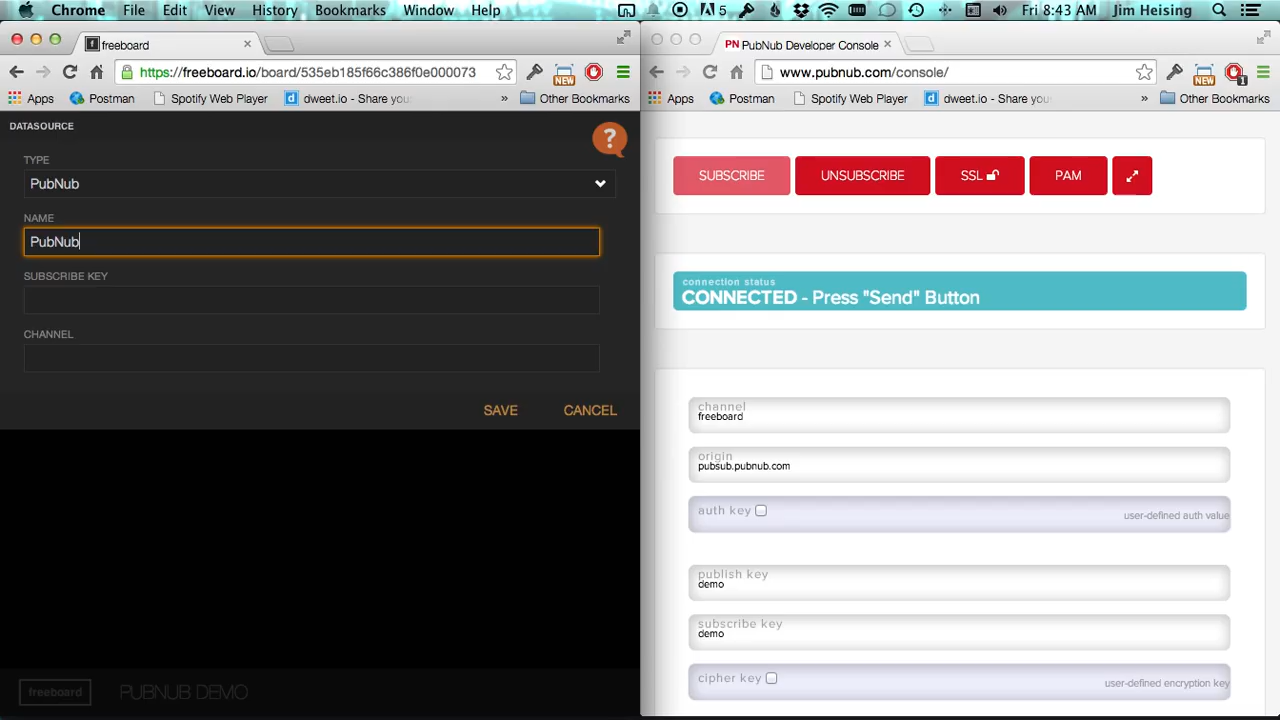 Chrome File Edit View History Bookmarks Window Help
5 Fri 8:43 AM Jim Heising
freeboard
https://freeboard.io/board/535eb185f66c386f0e000073
NEW
Apps Postman Spotify Web Player d dweet.io - Share you » Other Bookmarks
DATASOURCE
?
TYPE
PubNub
NAME
PubNub
SUBSCRIBE KEY
CHANNEL
SAVE CANCEL
freeboard PUBNUB DEMO
PN PubNub Developer Console
www.pubnub.com/console/
NEW 1
Apps Postman Spotify Web Player d dweet.io - Share you » Other Bookmarks
SUBSCRIBE UNSUBSCRIBE SSL PAM
connection status
CONNECTED - Press "Send" Button
channel
freeboard
origin
pubsub.pubnub.com
auth key user-defined auth value
publish key
demo
subscribe key
demo
cipher key user-defined encryption key